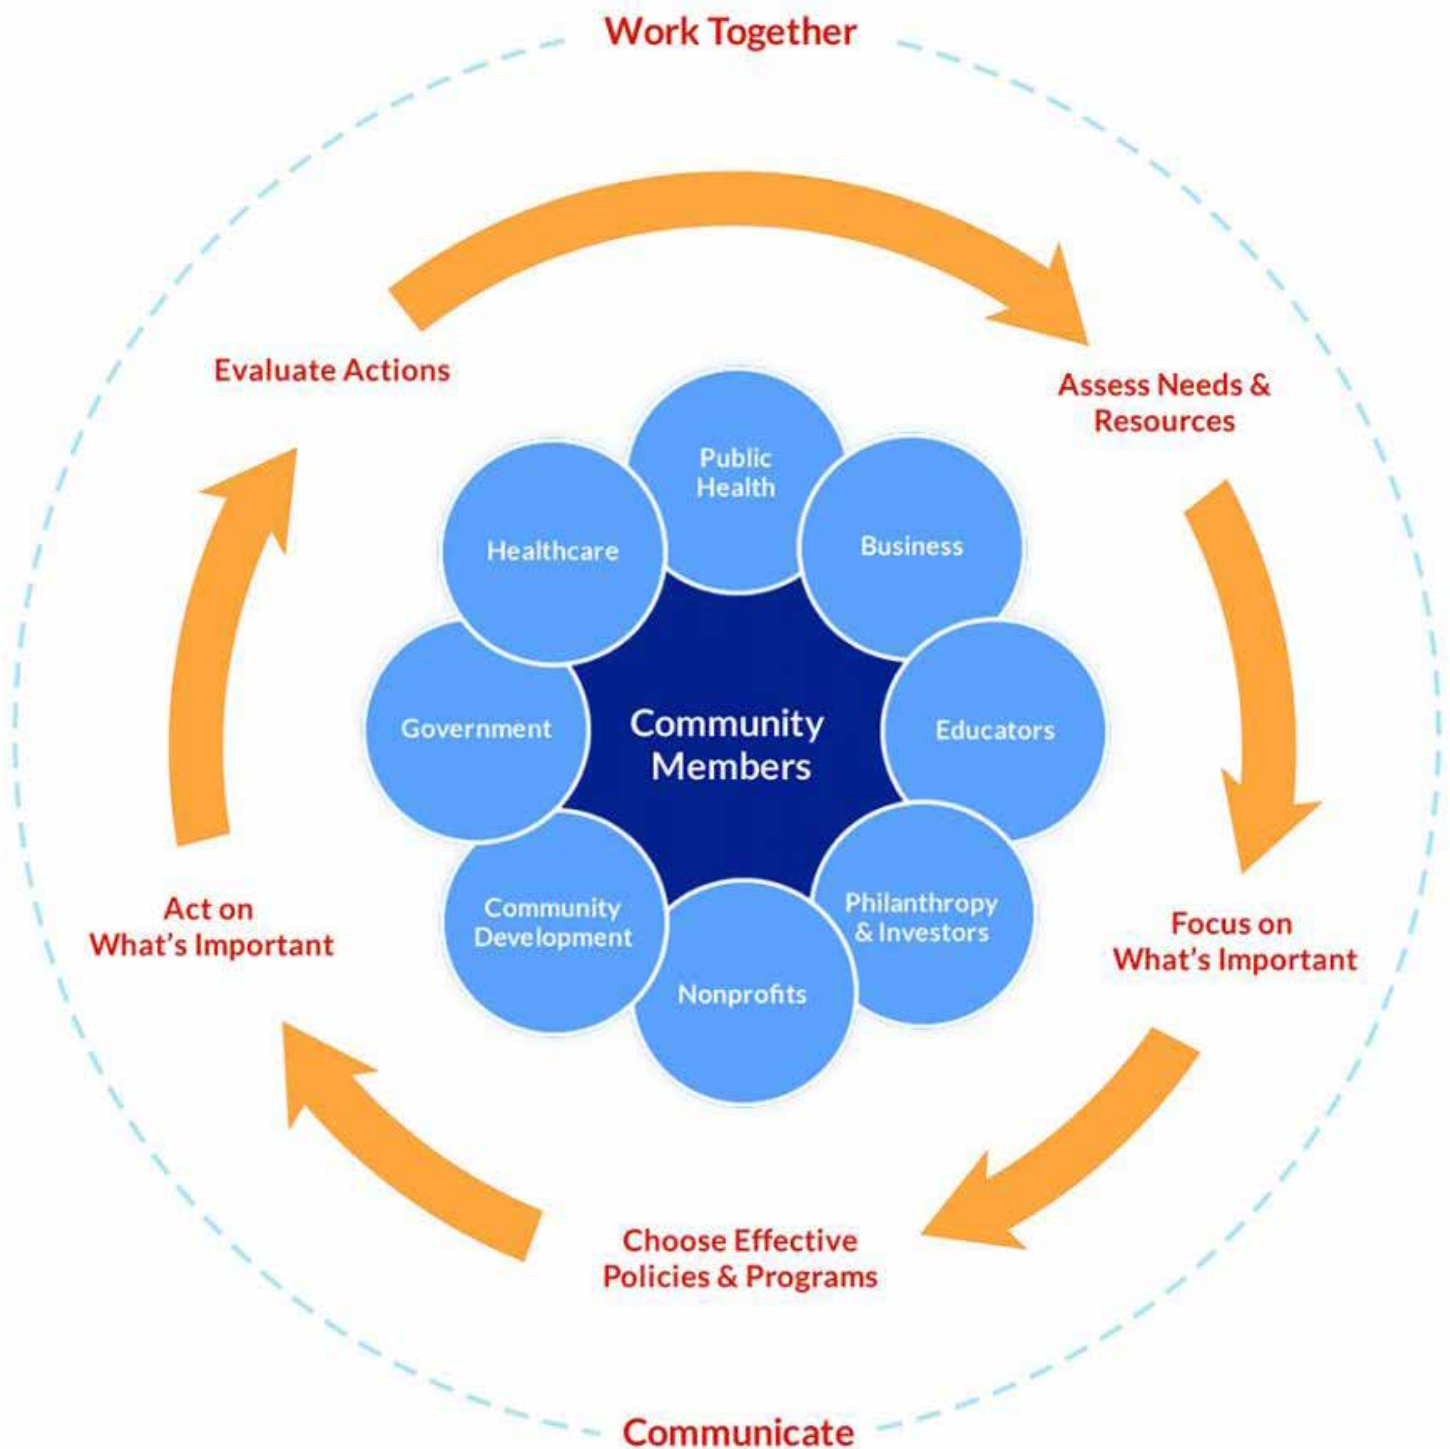 Work Together
Evaluate Actions
Assess Needs &
Resources
Public
Health
Healthcare
Business
Government
Community
Members
Educators
Community
Development
Philanthropy
& Investors
Nonprofits
Act on
What’s Important
Focus on
What’s Important
Choose Effective
Policies & Programs
Communicate